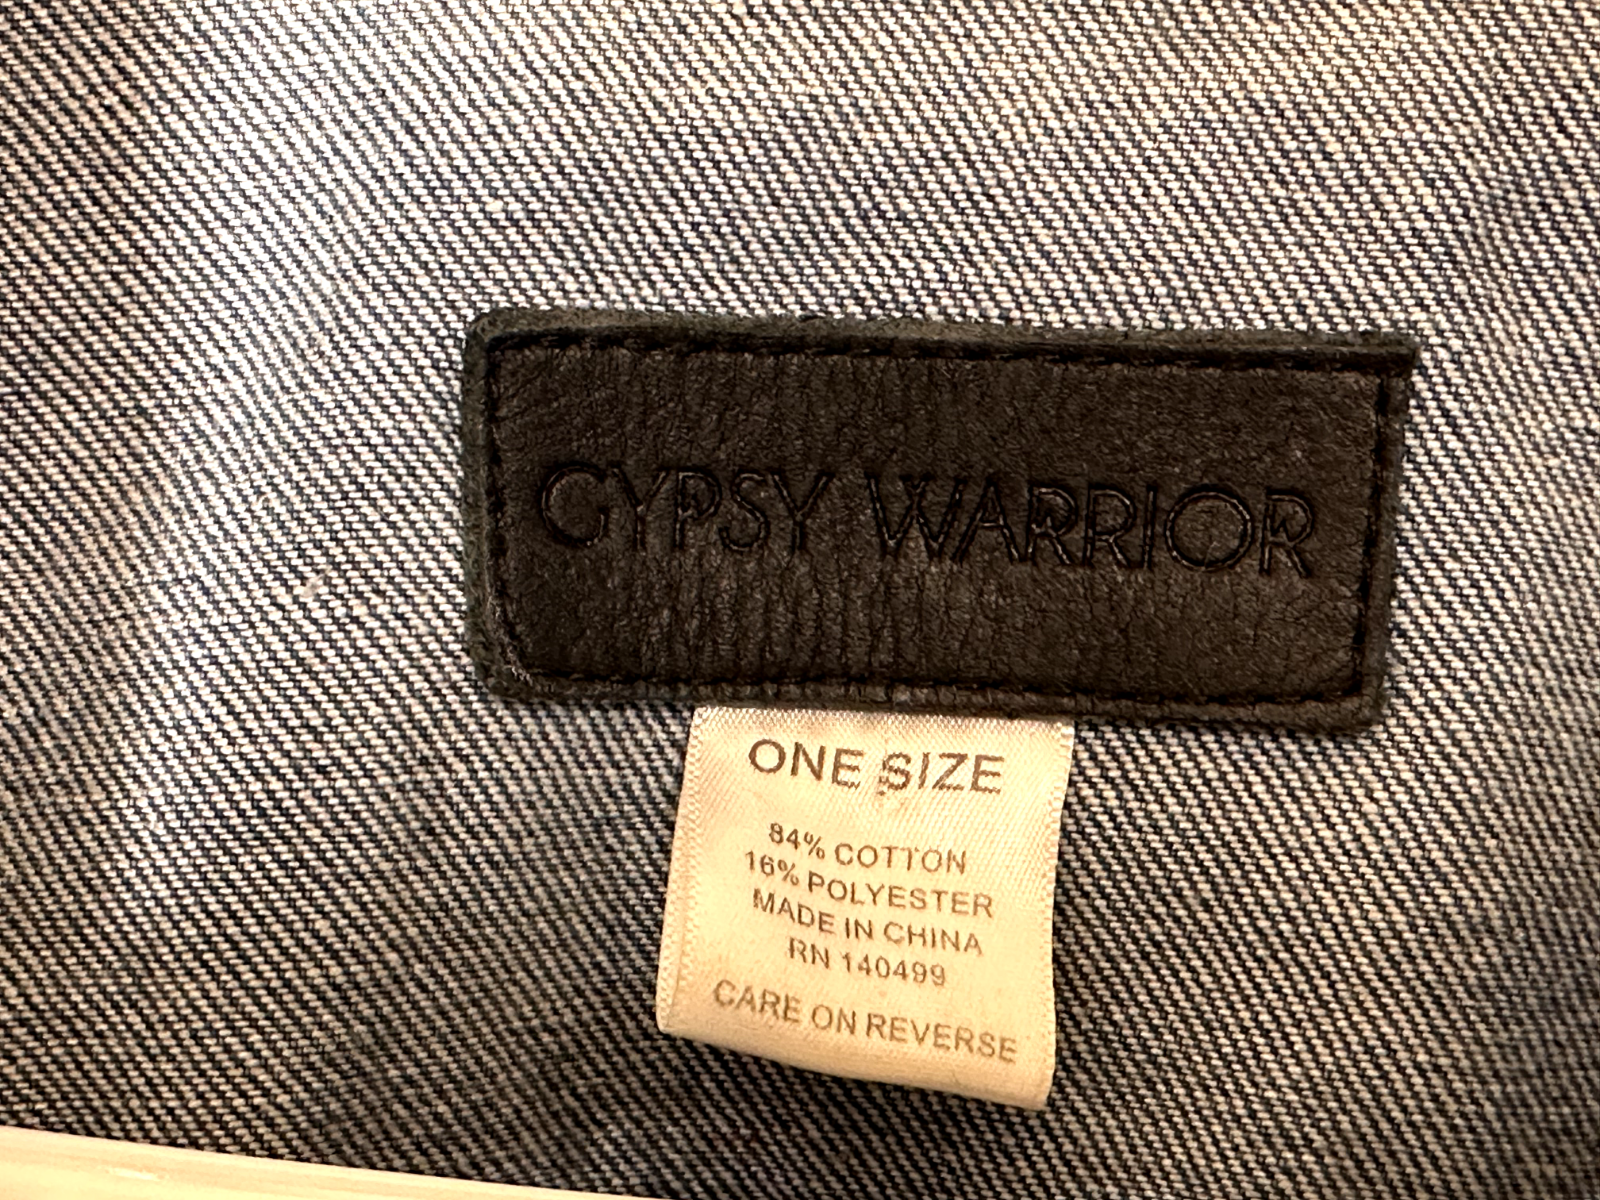 GYPSY WARRIOR
ONE SIZE
84% COTTON
16% POLYESTER
MADE IN CHINA
RN 140499
CARE ON REVERSE